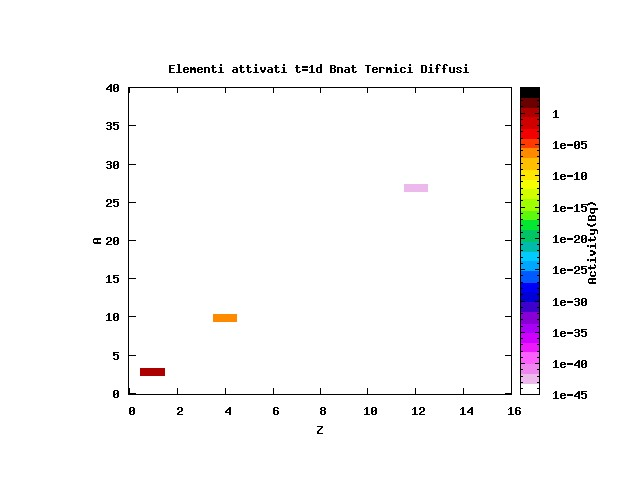 Elementi attivati t=1d Bnat Termici Diffusi
40
35
30
25
20
15
10
5
0
A
0 2 4 6 8 10 12 14 16
Z
1
1e-05
1e-10
1e-15
1e-20
1e-25
1e-30
1e-35
1e-40
1e-45
Activity(Bq)